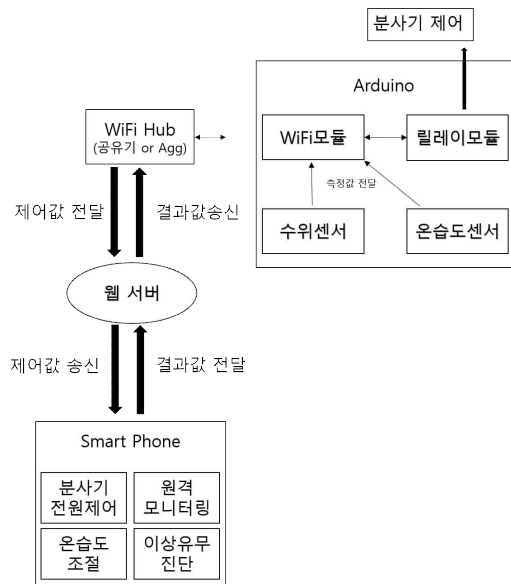 분사기 제어
Arduino
WiFi Hub
(공유기 or Agg)
WiFi모듈
릴레이모듈
측정값 전달
제어값 전달
결과값송신
수위센서
온습도센서
웹 서버
제어값 송신
결과값 전달
Smart Phone
분사기
전원제어
원격
모니터링
온습도
조절
이상유무
진단